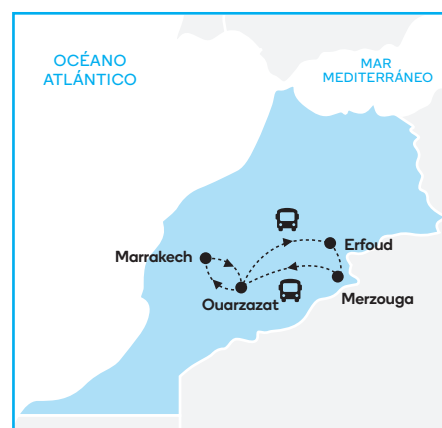 OCÉANO
ATLÁNTICO
MAR
MEDITERRÁNEO
Marrakech
Erfoud
Ouarzazat
Merzouga